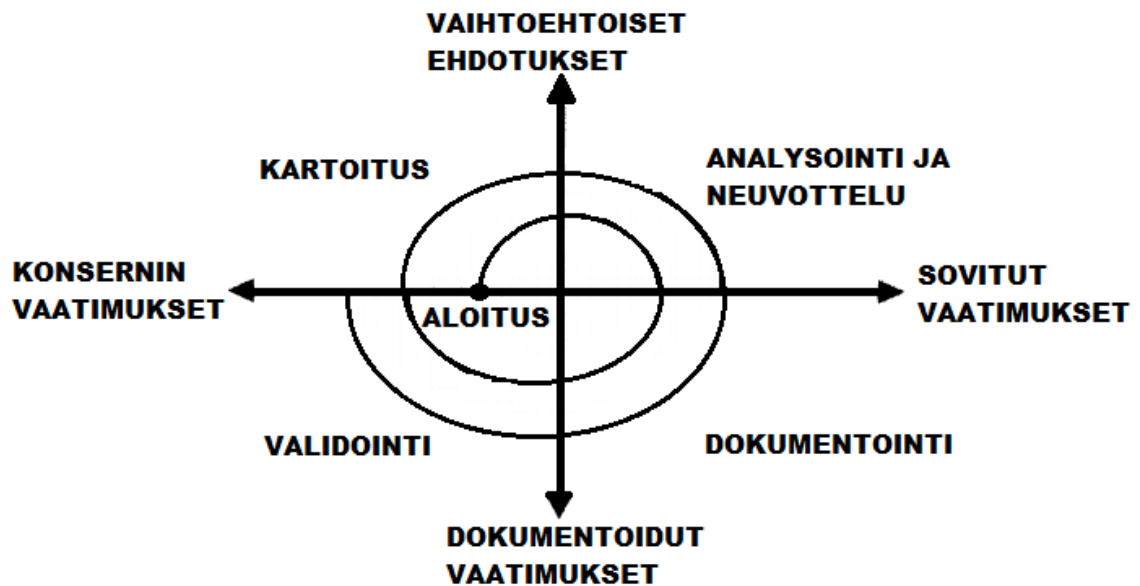 VAIHTOEHTOISET
EHDOTUKSET
KARTOITUS
ANALYSOINTI JA
NEUVOTTELU
KONSERNIN
VAATIMUKSET
ALOITUS
SOVITUT
VAATIMUKSET
VALIDOINTI
DOKUMENTOINTI
DOKUMENTOIDUT
VAATIMUKSET